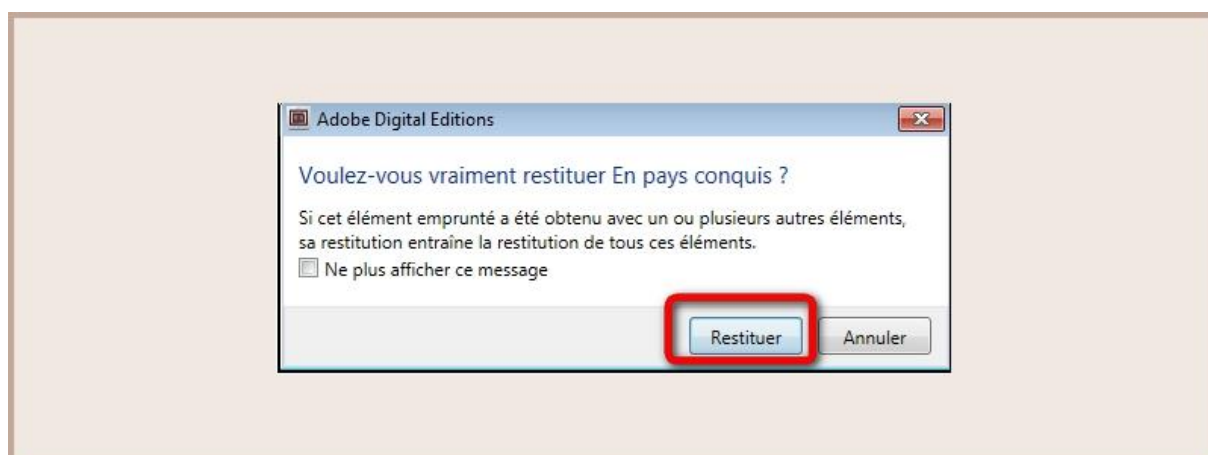 Adobe Digital Editions
Voulez-vous vraiment restituer En pays conquis ?
Si cet élément emprunté a été obtenu avec un ou plusieurs autres éléments,
sa restitution entraîne la restitution de tous ces éléments.
Ne plus afficher ce message
Restituer
Annuler